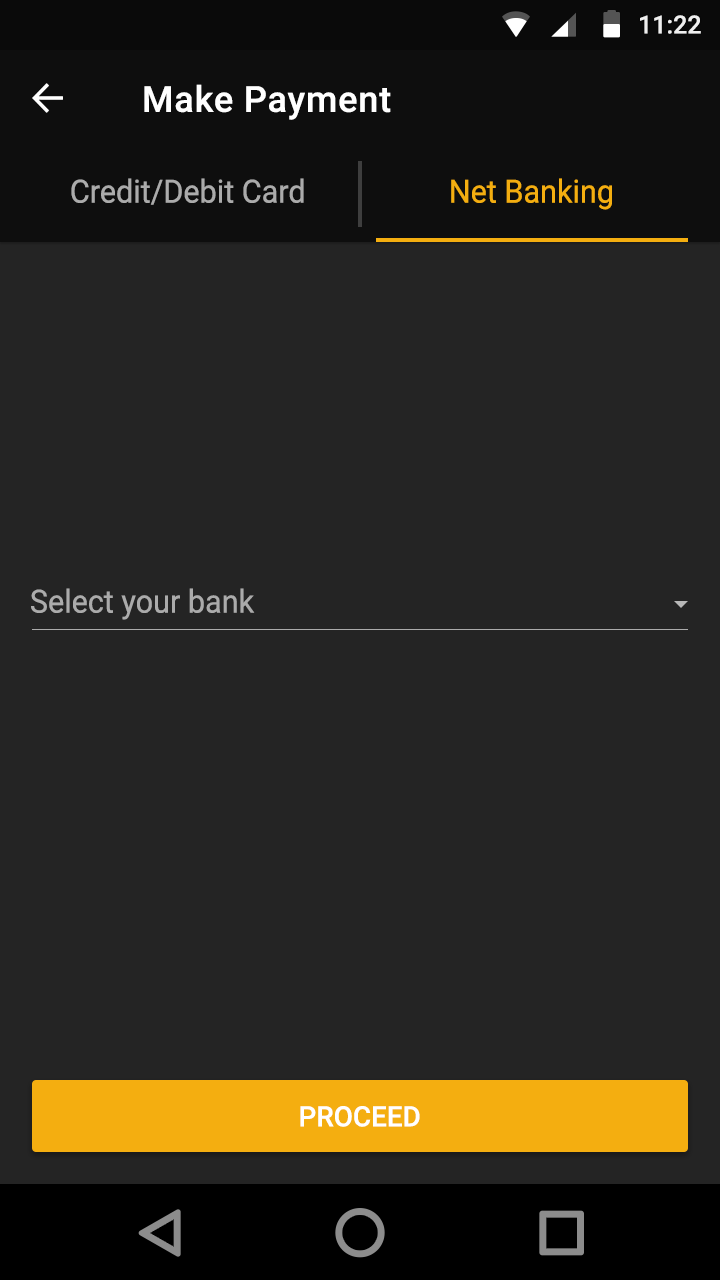 11:22
Make Payment
Credit/Debit Card
Net Banking
Select your bank
PROCEED